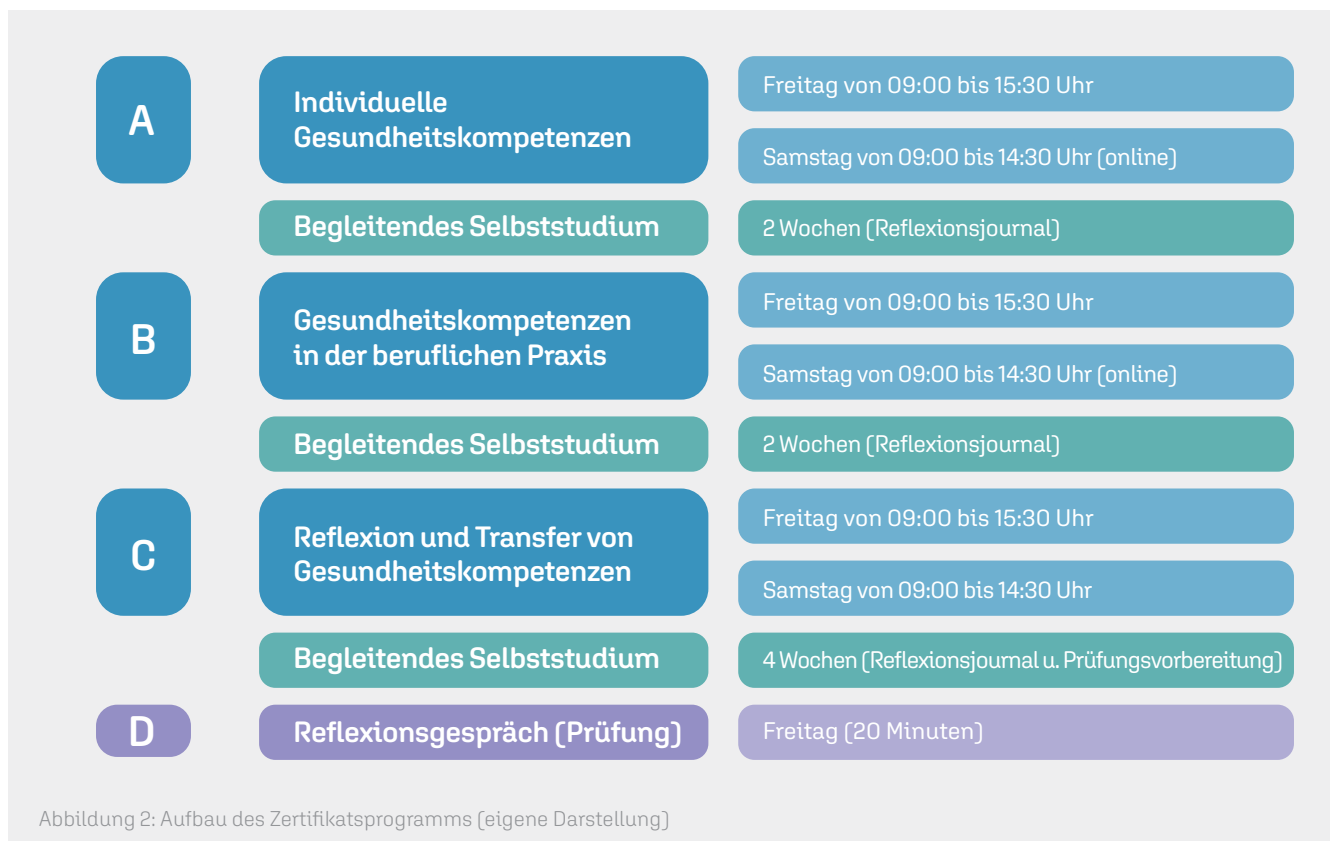 A
Individuelle
Gesundheitskompetenzen
Freitag von 09:00 bis 15:30 Uhr
Samstag von 09:00 bis 14:30 Uhr (online)
Begleitendes Selbststudium
2 Wochen (Reflexionsjournal)
B
Gesundheitskompetenzen
in der beruflichen Praxis
Freitag von 09:00 bis 15:30 Uhr
Samstag von 09:00 bis 14:30 Uhr (online)
Begleitendes Selbststudium
2 Wochen (Reflexionsjournal)
C
Reflexion und Transfer von
Gesundheitskompetenzen
Freitag von 09:00 bis 15:30 Uhr
Samstag von 09:00 bis 14:30 Uhr
Begleitendes Selbststudium
4 Wochen (Reflexionsjournal u. Prüfungsvorbereitung)
D
Reflexionsgespräch (Prüfung)
Freitag (20 Minuten)
Abbildung 2: Aufbau des Zertifikatsprogramms (eigene Darstellung)